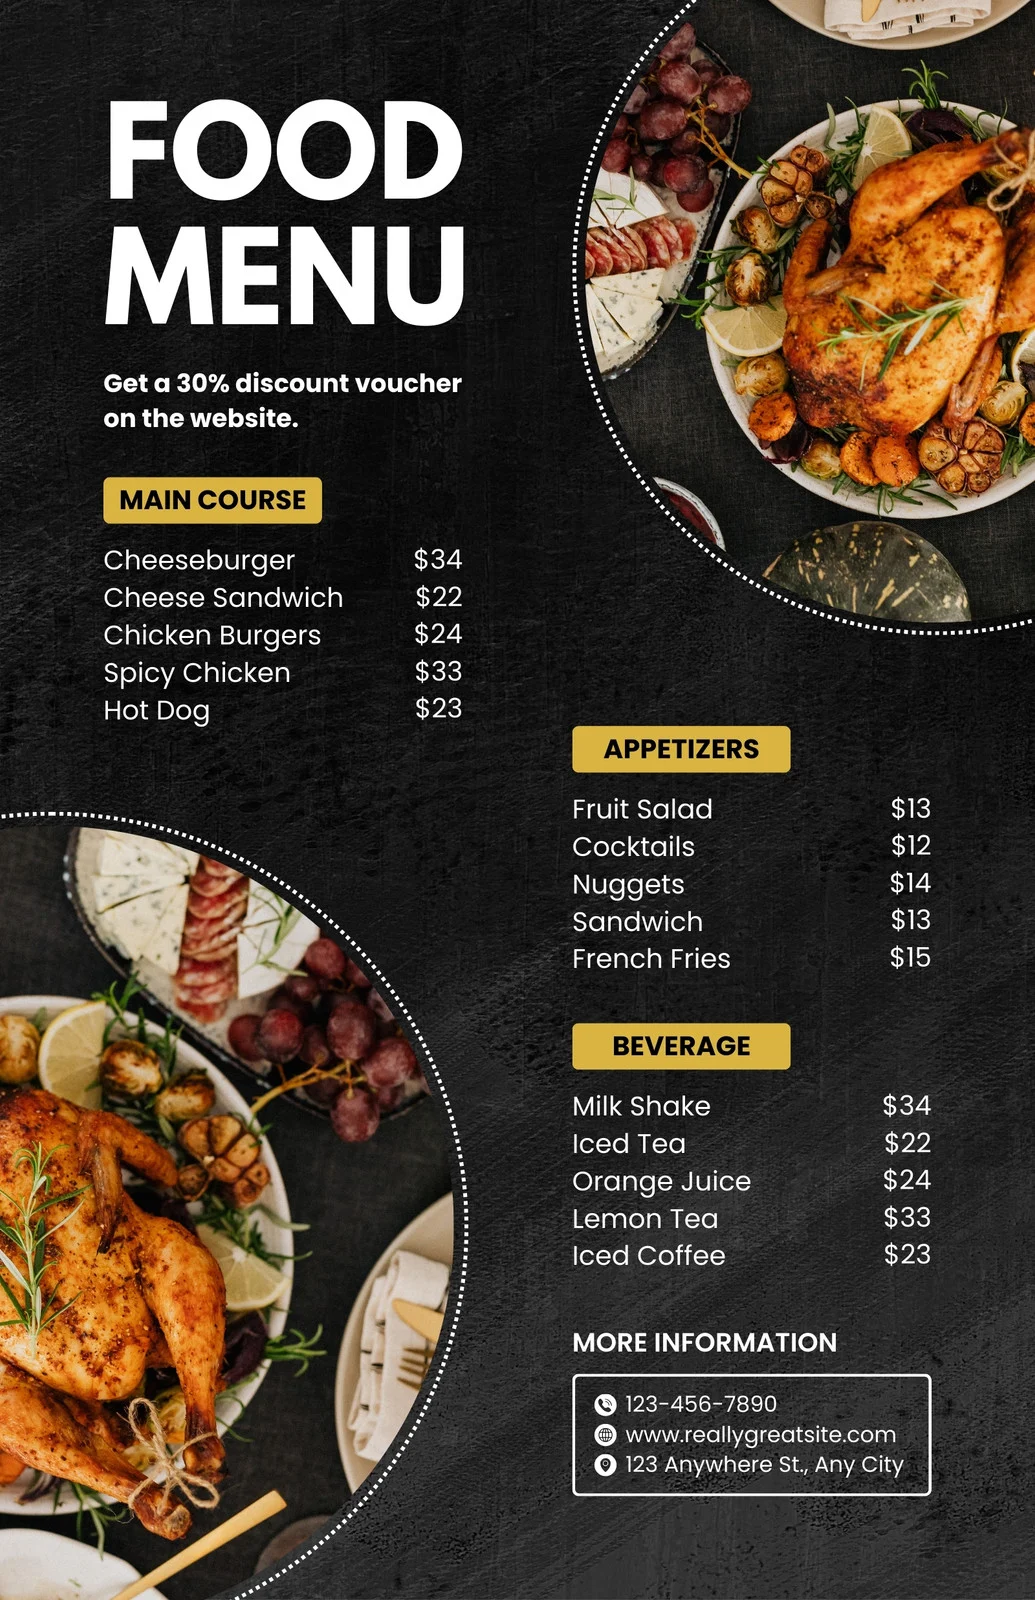 FOOD
MENU
Get a 30% discount voucher
on the website.
MAIN COURSE
Cheeseburger $34
Cheese Sandwich $22
Chicken Burgers $24
Spicy Chicken $33
Hot Dog $23
APPETIZERS
Fruit Salad $13
Cocktails $12
Nuggets $14
Sandwich $13
French Fries $15
BEVERAGE
Milk Shake $34
Iced Tea $22
Orange Juice $24
Lemon Tea $33
Iced Coffee $23
MORE INFORMATION
123-456-7890
www.reallygreatsite.com
123 Anywhere St., Any City